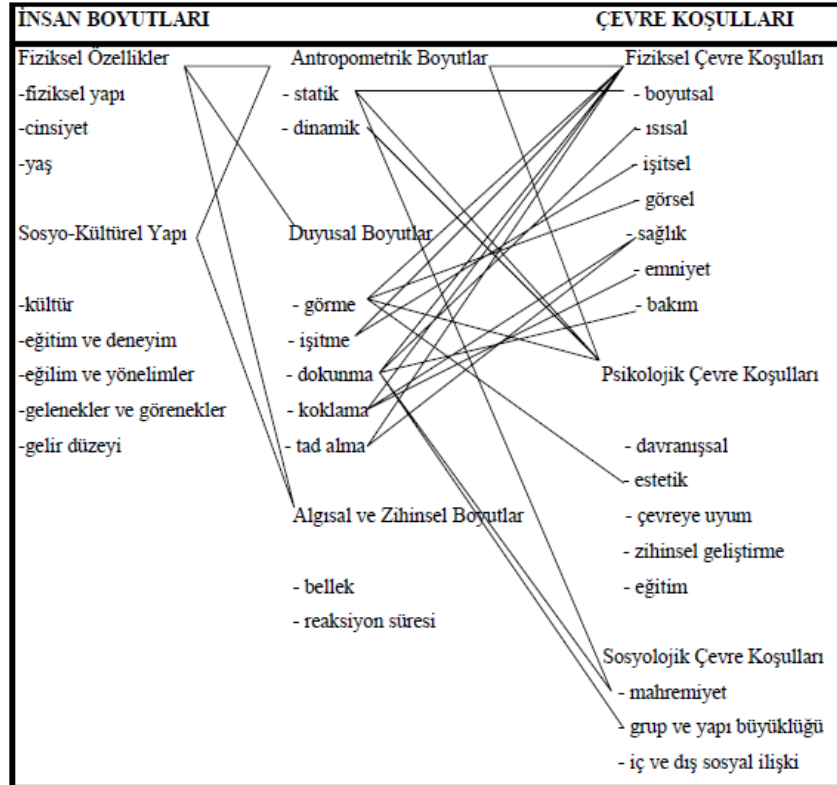 İNSAN BOYUTLARI
ÇEVRE KOŞULLARI
Fiziksel Özellikler
-fiziksel yapı
-cinsiyet
-yaş
Sosyo-Kültürel Yapı
-kültür
-eğitim ve deneyim
-eğilim ve yönelimler
-gelenekler ve görenekler
-gelir düzeyi
Antropometrik Boyutlar
- statik
- dinamik
Duyusal Boyutlar
- görme
- işitme
- dokunma
- koklama
- tad alma
Algısal ve Zihinsel Boyutlar
- bellek
- reaksiyon süresi
Fiziksel Çevre Koşulları
- boyutsal
- ısısal
- işitsel
- görsel
- sağlık
- emniyet
- bakım
Psikolojik Çevre Koşulları
- davranışsal
- estetik
- çevreye uyum
- zihinsel geliştirme
- eğitim
Sosyolojik Çevre Koşulları
- mahremiyet
- grup ve yapı büyüklüğü
- iç ve dış sosyal ilişki